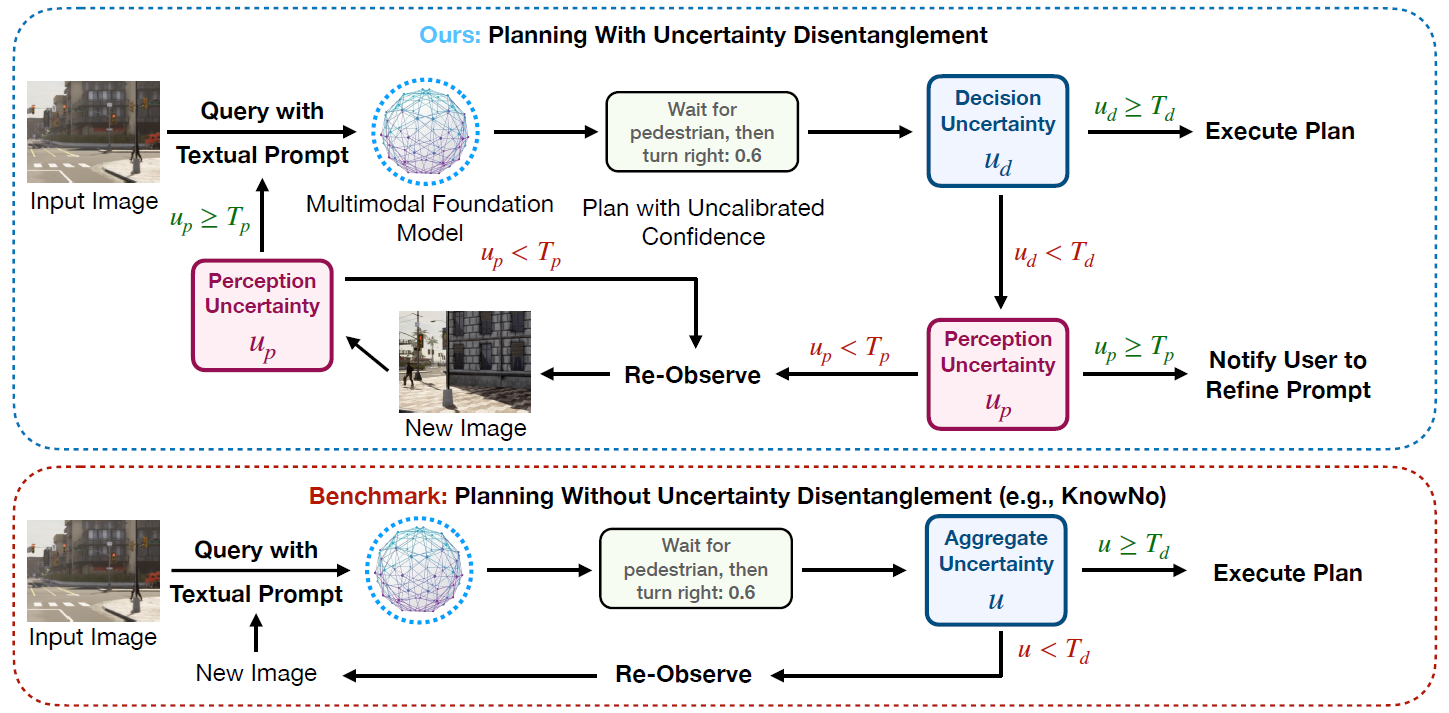 Ours: Planning With Uncertainty Disentanglement
Input Image
Query with
Textual Prompt
Multimodal Foundation
Model
Wait for
pedestrian, then
turn right: 0.6
Plan with Uncalibrated
Confidence
Decision
Uncertainty
u_d
u_d ≥ T_d
Execute Plan
u_d < T_d
u_p ≥ T_p
Perception
Uncertainty
u_p
u_p < T_p
New Image
Re-Observe
u_p < T_p
Perception
Uncertainty
u_p
u_p ≥ T_p
Notify User to
Refine Prompt
Benchmark: Planning Without Uncertainty Disentanglement (e.g., KnowNo)
Input Image
Query with
Textual Prompt
Wait for
pedestrian, then
turn right: 0.6
Aggregate
Uncertainty
u
u ≥ T_d
Execute Plan
u < T_d
Re-Observe
New Image